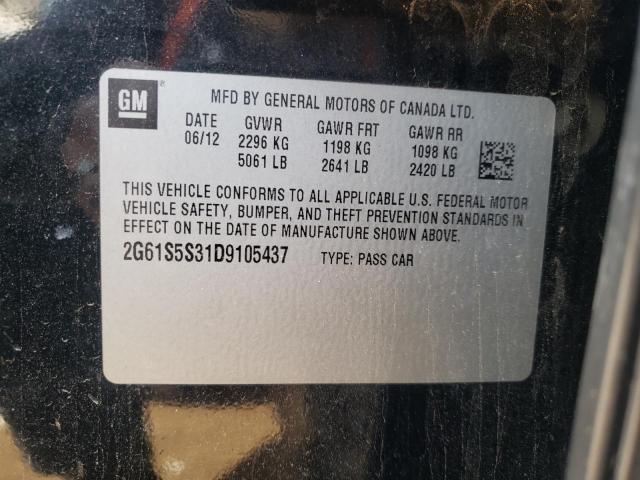 GM
MFD BY GENERAL MOTORS OF CANADA LTD.
DATE GVWR GAWR FRT GAWR RR
06/12 2296 KG 1198 KG 1098 KG
5061 LB 2641 LB 2420 LB
THIS VEHICLE CONFORMS TO ALL APPLICABLE U.S. FEDERAL MOTOR
VEHICLE SAFETY, BUMPER, AND THEFT PREVENTION STANDARDS IN
EFFECT ON THE DATE OF MANUFACTURE SHOWN ABOVE.
2G61S5S31D9105437 TYPE: PASS CAR